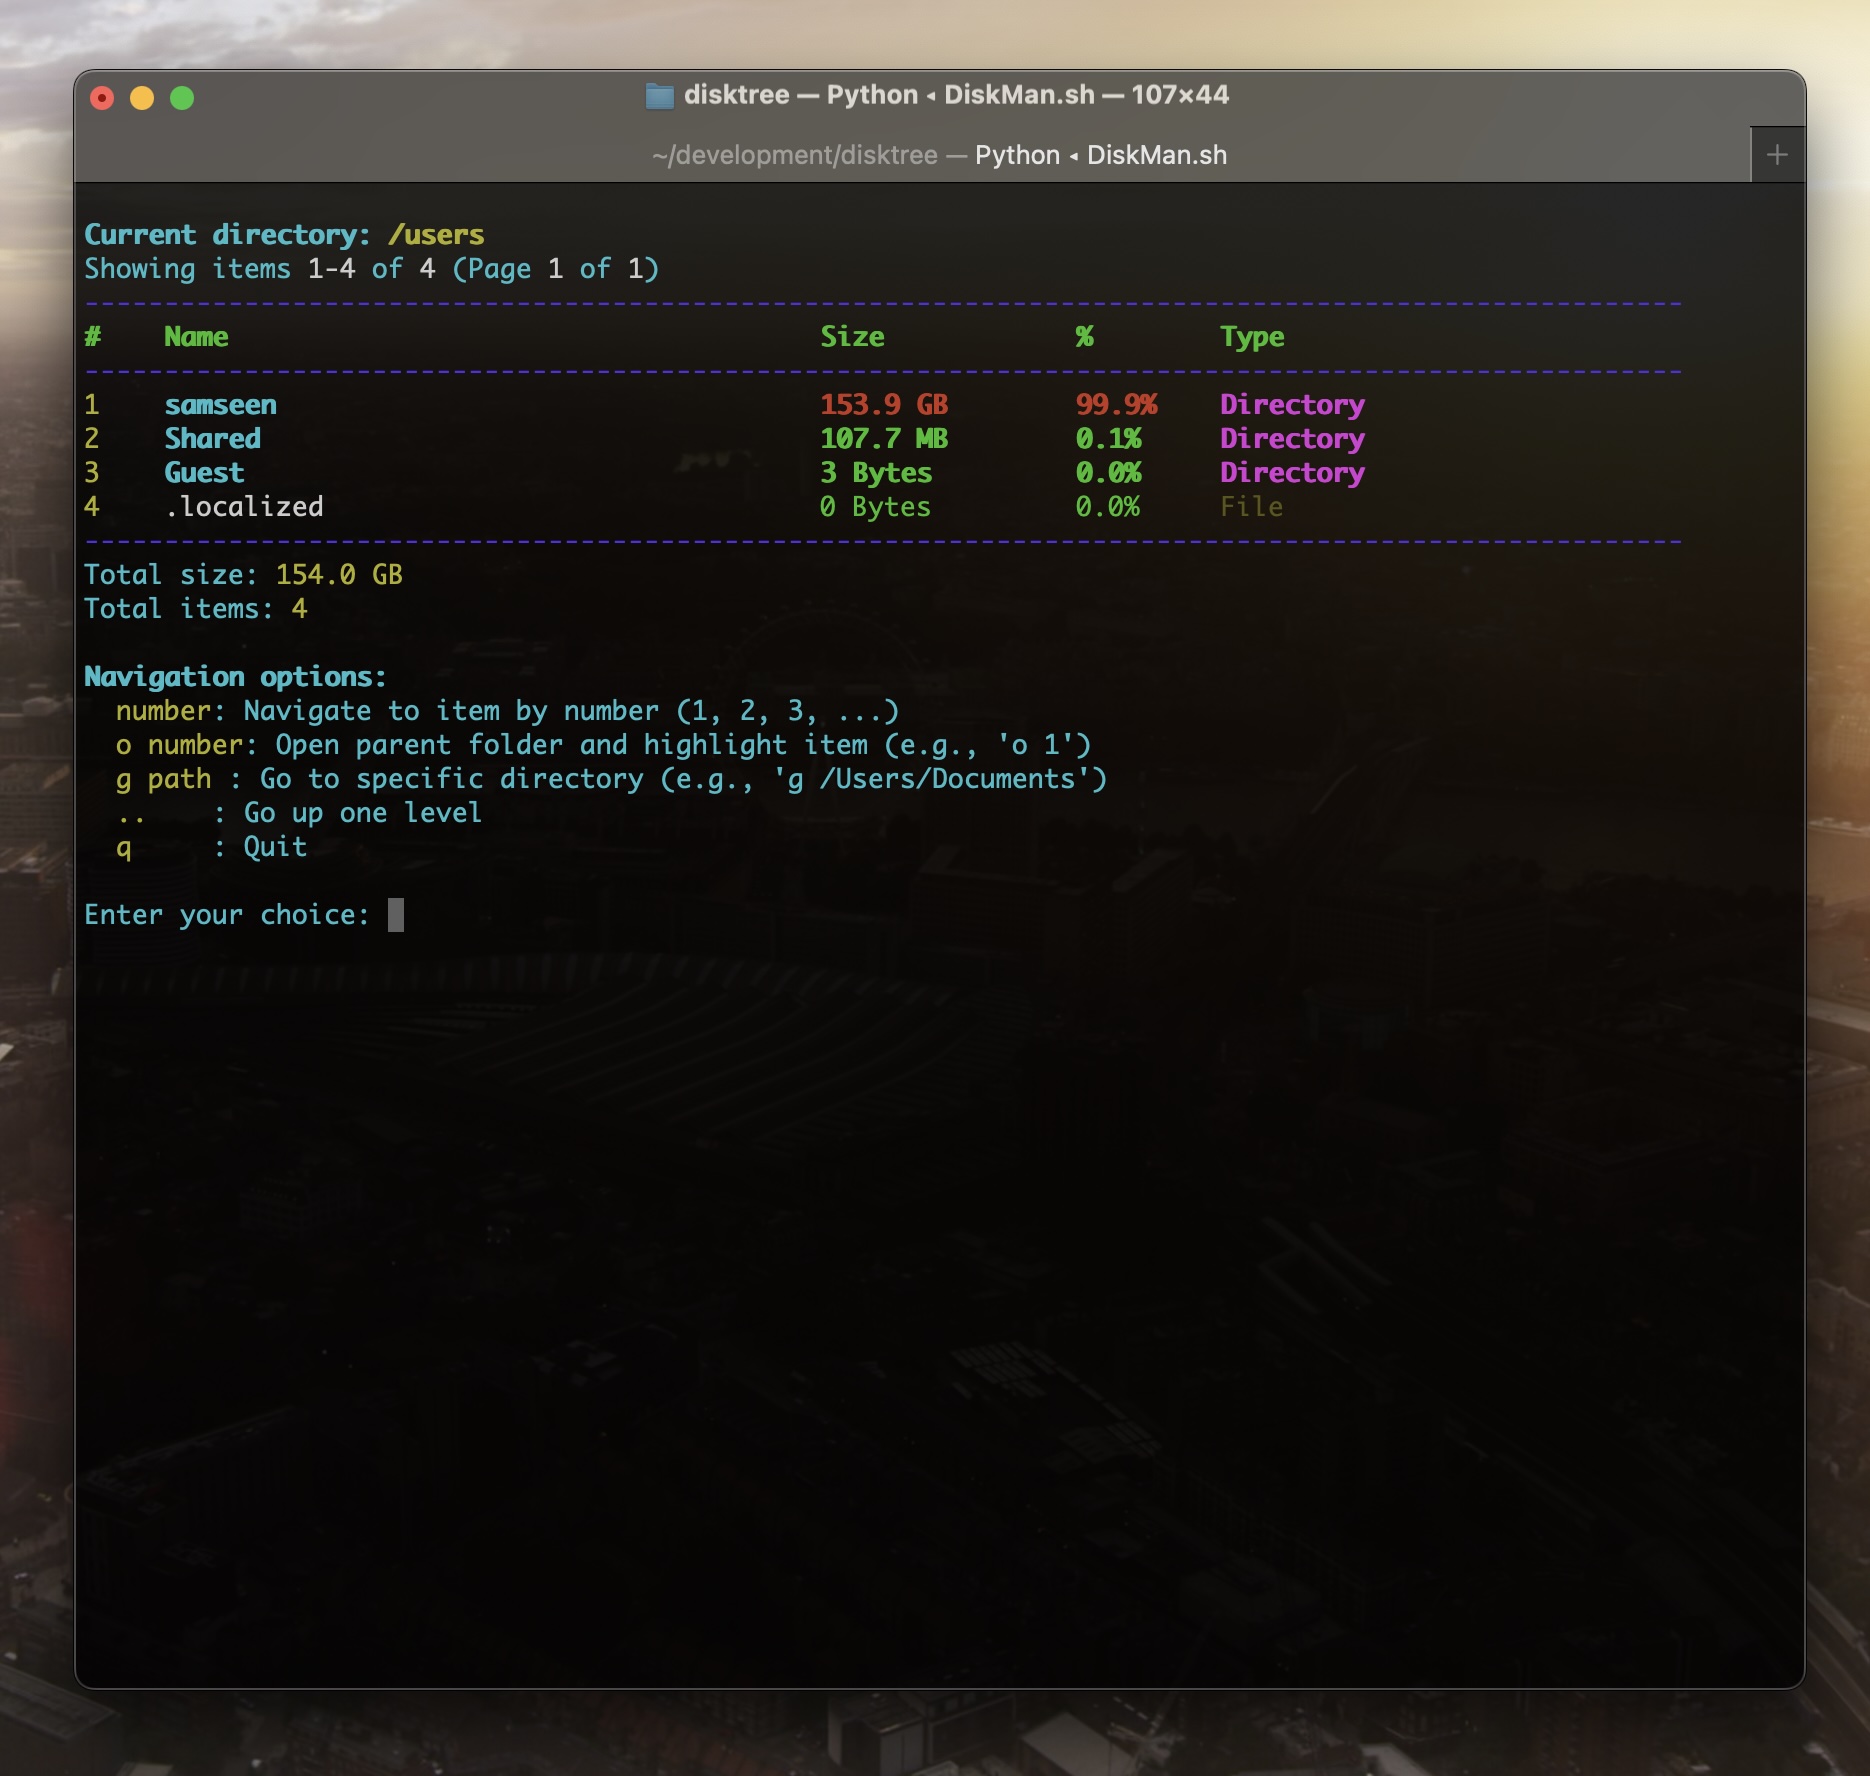 disktree — Python ◂ DiskMan.sh — 107×44
~/development/disktree — Python ◂ DiskMan.sh
Current directory: /users
Showing items 1-4 of 4 (Page 1 of 1)
----------------------------------------------------------------------------------------------------
#    Name                                     Size            %        Type
----------------------------------------------------------------------------------------------------
1    samseen                                  153.9 GB        99.9%    Directory
2    Shared                                   107.7 MB        0.1%     Directory
3    Guest                                    3 Bytes         0.0%     Directory
4    .localized                               0 Bytes         0.0%     File
----------------------------------------------------------------------------------------------------
Total size: 154.0 GB
Total items: 4
Navigation options:
  number: Navigate to item by number (1, 2, 3, ...)
  o number: Open parent folder and highlight item (e.g., 'o 1')
  g path : Go to specific directory (e.g., 'g /Users/Documents')
  ..    : Go up one level
  q     : Quit
Enter your choice: